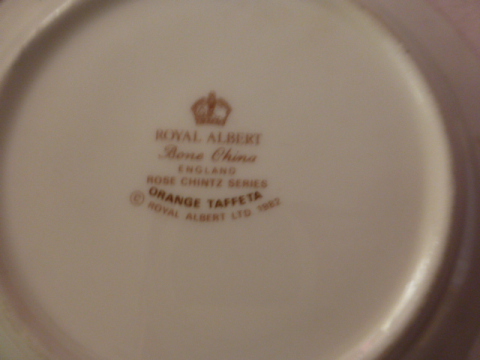 ROYAL ALBERT
Bone China
ENGLAND
ROSE CHINTZ SERIES
ORANGE TAFFETA
© ROYAL ALBERT LTD. 1982